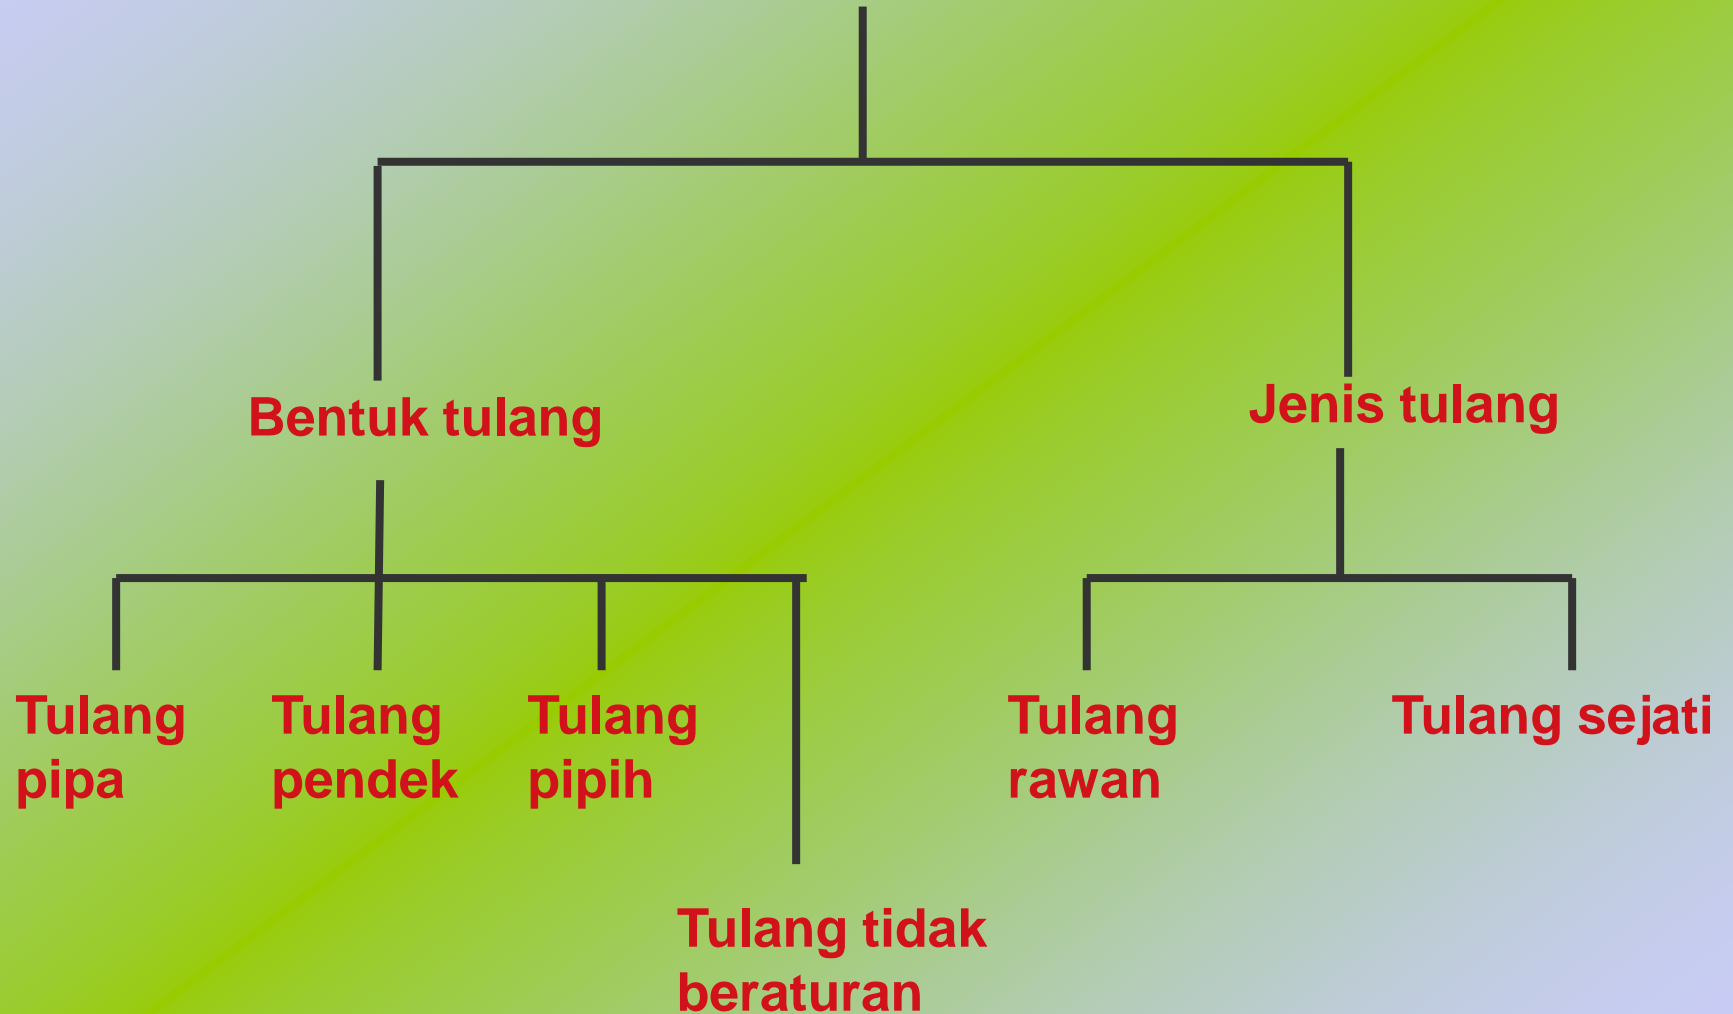 Bentuk tulang
Jenis tulang
Tulang
pipa
Tulang
pendek
Tulang
pipih
Tulang tidak
beraturan
Tulang
rawan
Tulang sejati